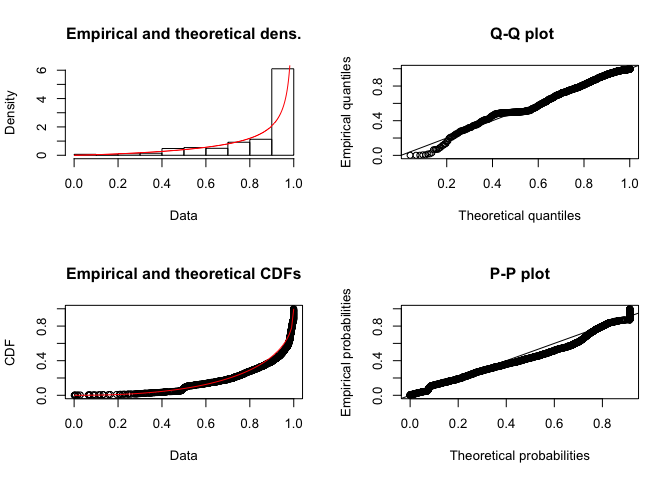 Empirical and theoretical dens.
Density
0 2 4 6
0.0 0.2 0.4 0.6 0.8 1.0
Data
Q-Q plot
Empirical quantiles
0.0 0.4 0.8
0.2 0.4 0.6 0.8 1.0
Theoretical quantiles
Empirical and theoretical CDFs
CDF
0.0 0.4 0.8
0.0 0.2 0.4 0.6 0.8 1.0
Data
P-P plot
Empirical probabilities
0.0 0.4 0.8
0.0 0.2 0.4 0.6 0.8
Theoretical probabilities